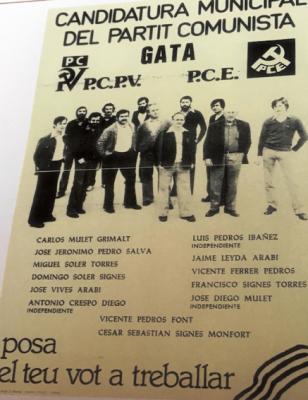 CANDIDATURA MUNICIPAL
DEL PARTIT COMUNISTA
GATA
PC
PV P.C.P.V.
P.C.E.
PCE
CARLOS MULET GRIMALT
JOSE JERONIMO PEDRO SALVA
MIGUEL SOLER TORRES
DOMINGO SOLER SIGNES
JOSE VIVES ARABI
ANTONIO CRESPO DIEGO
INDEPENDIENTE
LUIS PEDROS IBAÑEZ
INDEPENDIENTE
JAIME LEYDA ARABI
VICENTE FERRER PEDROS
FRANCISCO SIGNES TORRES
JOSE DIEGO MULET
INDEPENDIENTE
VICENTE PEDROS FONT
CESAR SEBASTIAN SIGNES MONFORT
posa
el teu vot a treballar